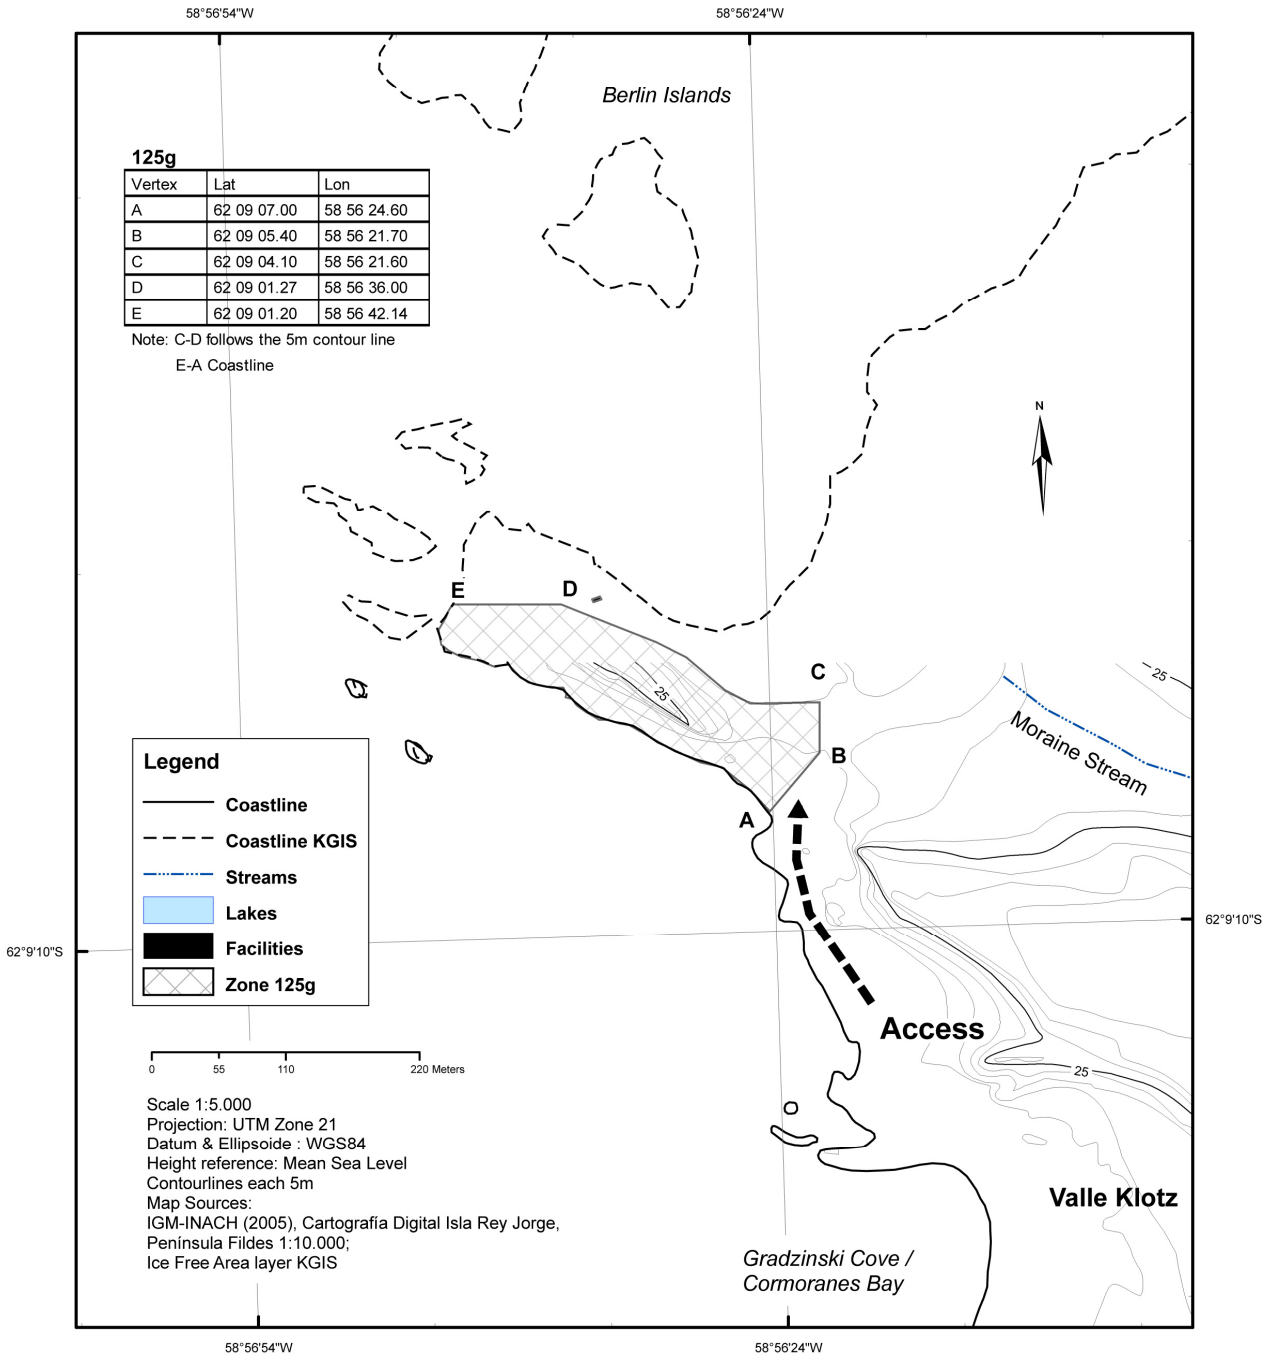 58°56'54"W
58°56'24"W
Berlin Islands
125g
Vertex Lat Lon
A 62 09 07.00 58 56 24.60
B 62 09 05.40 58 56 21.70
C 62 09 04.10 58 56 21.60
D 62 09 01.27 58 56 36.00
E 62 09 01.20 58 56 42.14
Note: C-D follows the 5m contour line
E-A Coastline
N
E
D
C
25
25
Moraine Stream
B
A
Legend
Coastline
Coastline KGIS
Streams
Lakes
Facilities
Zone 125g
62°9'10"S
62°9'10"S
Access
25
0 55 110 220 Meters
Scale 1:5.000
Projection: UTM Zone 21
Datum & Ellipsoide : WGS84
Height reference: Mean Sea Level
Contourlines each 5m
Map Sources:
IGM-INACH (2005), Cartografía Digital Isla Rey Jorge,
Península Fildes 1:10.000;
Ice Free Area layer KGIS
Valle Klotz
Gradzinski Cove /
Cormoranes Bay
58°56'54"W
58°56'24"W